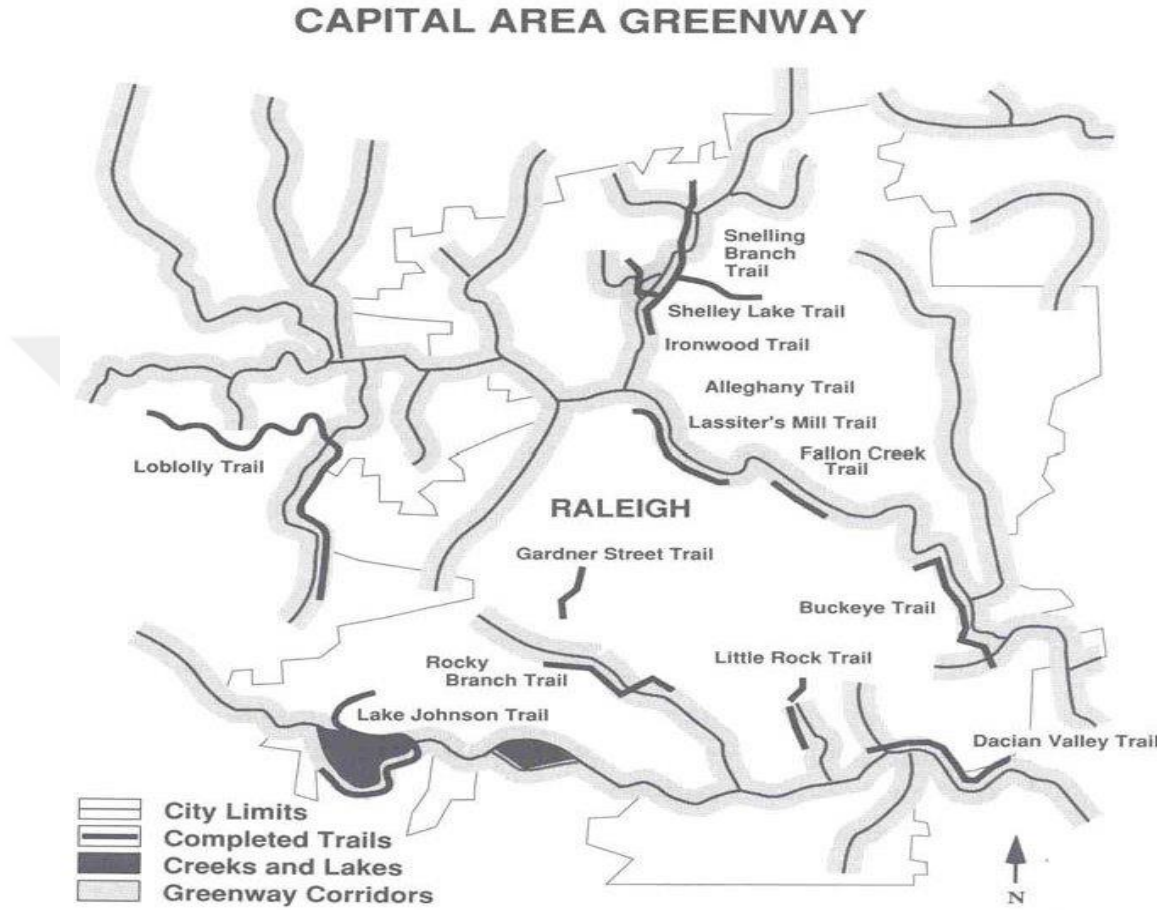 CAPITAL AREA GREENWAY
Snelling
Branch
Trail
Shelley Lake Trail
Ironwood Trail
Alleghany Trail
Lassiter's Mill Trail
Fallon Creek
Trail
Loblolly Trail
RALEIGH
Gardner Street Trail
Buckeye Trail
Rocky
Branch Trail
Little Rock Trail
Lake Johnson Trail
Dacian Valley Trail
City Limits
Completed Trails
Creeks and Lakes
Greenway Corridors
N